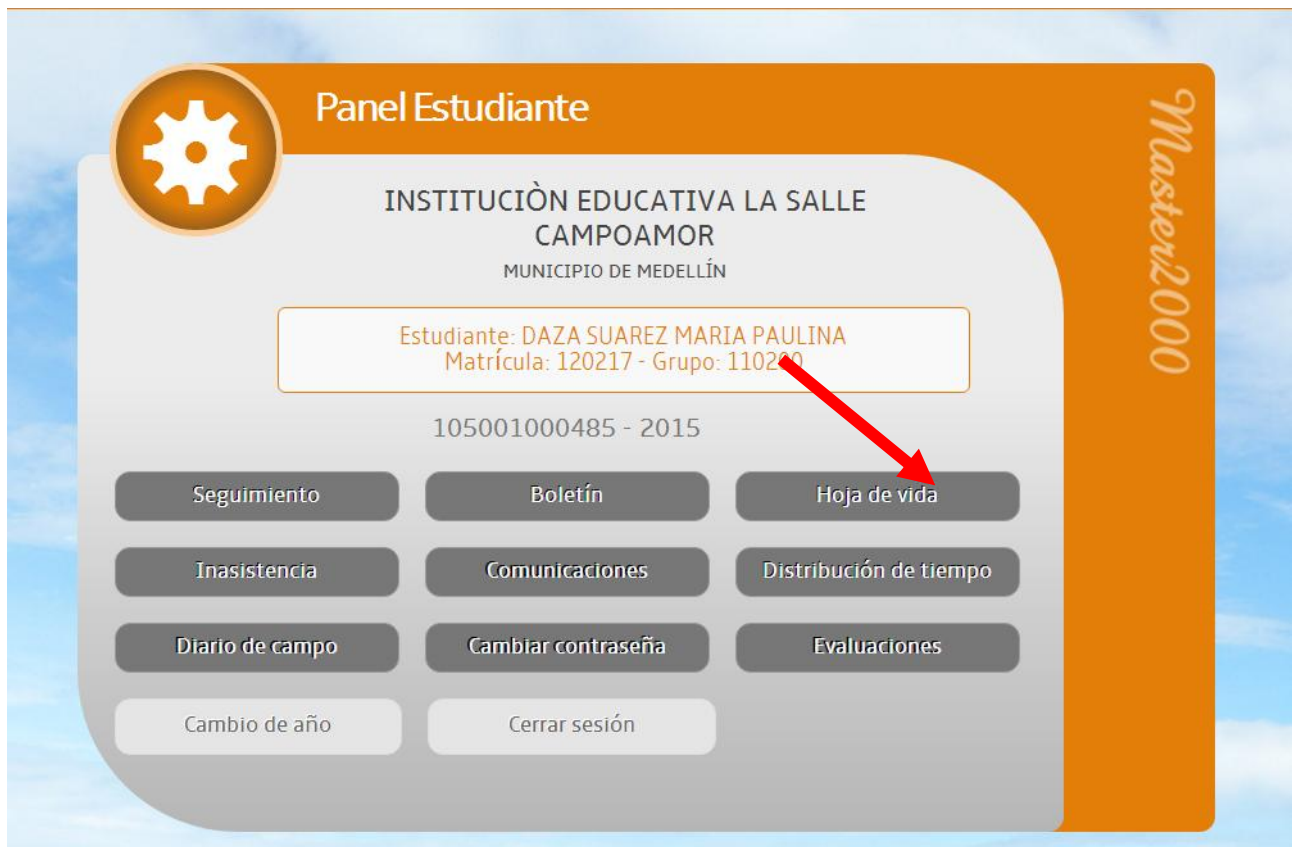 Panel Estudiante
Master2000
INSTITUCIÒN EDUCATIVA LA SALLE
CAMPOAMOR
MUNICIPIO DE MEDELLÍN
Estudiante: DAZA SUAREZ MARIA PAULINA
Matrícula: 120217 - Grupo:
105001000485 - 2015
Seguimiento
Boletín
Hoja de vida
Inasistencia
Comunicaciones
Distribución de tiempo
Diario de campo
Cambiar contraseña
Evaluaciones
Cambio de año
Cerrar sesión